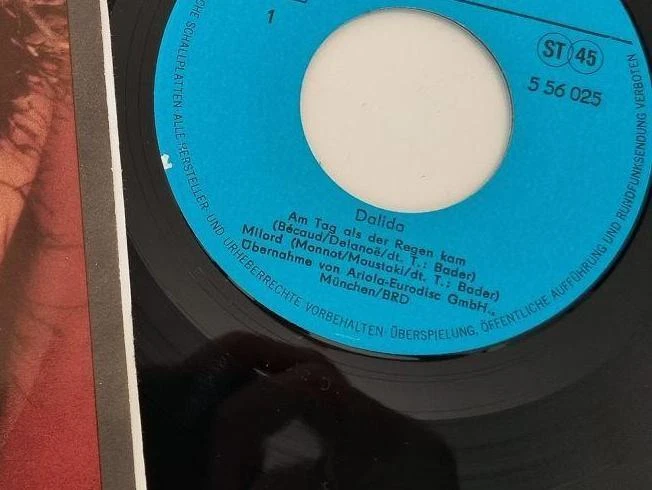 1
ST 45
5 56 025
Dalida
Am Tag als der Regen kam
(Bécaud/Delanoë/dt. T.: Bader)
Milord (Monnot/Moustaki/dt. T.: Bader)
Übernahme von Ariola-Eurodisc GmbH.,
München/BRD
SCHALLPLATTEN · ALLE HERSTELLER- UND URHEBERRECHTE VORBEHALTEN · ÜBERSPIELUNG, ÖFFENTLICHE AUFFÜHRUNG UND RUNDFUNKSENDUNG VERBOTEN